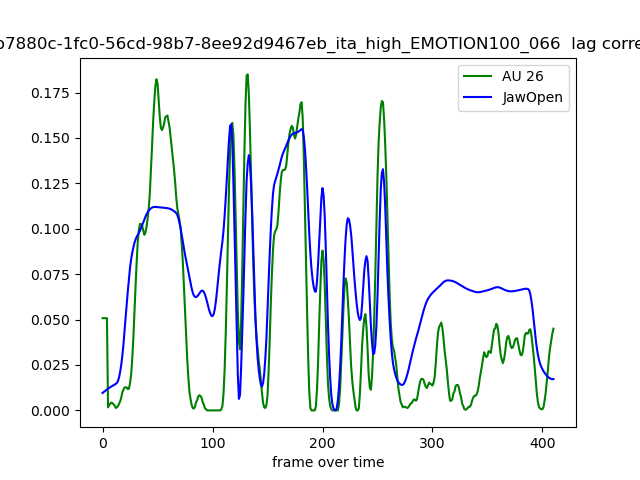 b7880c-1fc0-56cd-98b7-8ee92d9467eb_ita_high_EMOTION100_066 lag corre
AU 26
JawOpen
0.175
0.150
0.125
0.100
0.075
0.050
0.025
0.000
0 100 200 300 400
frame over time